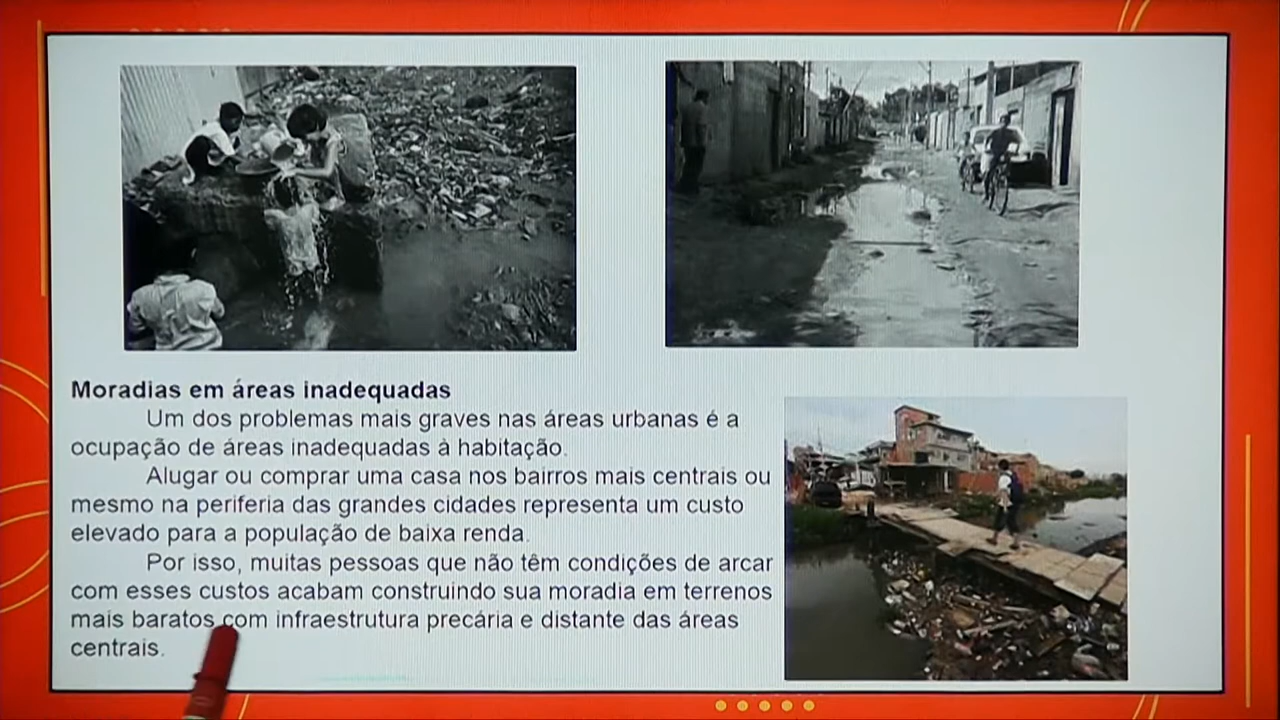 Moradias em áreas inadequadas
Um dos problemas mais graves nas áreas urbanas é a
ocupação de áreas inadequadas à habitação.
Alugar ou comprar uma casa nos bairros mais centrais ou
mesmo na periferia das grandes cidades representa um custo
elevado para a população de baixa renda.
Por isso, muitas pessoas que não têm condições de arcar
com esses custos acabam construindo sua moradia em terrenos
mais baratos com infraestrutura precária e distante das áreas
centrais.